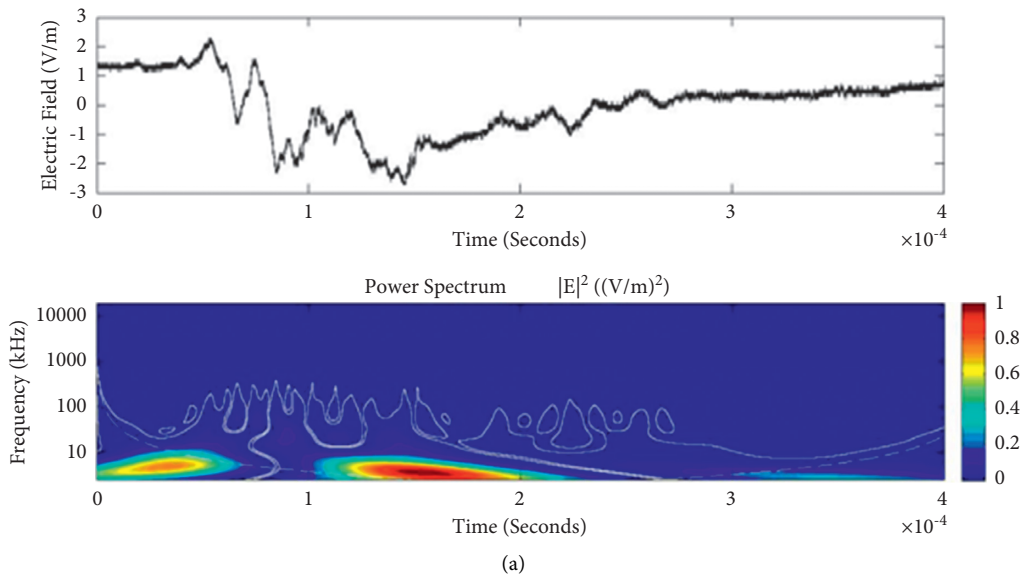 3
2
1
0
-1
-2
-3
Electric Field (V/m)
0 1 2 3 4
Time (Seconds) ×10-4
Power Spectrum |E|2 ((V/m)2)
10000
1000
100
10
Frequency (kHz)
1
0.8
0.6
0.4
0.2
0
0 1 2 3 4
Time (Seconds) ×10-4
(a)